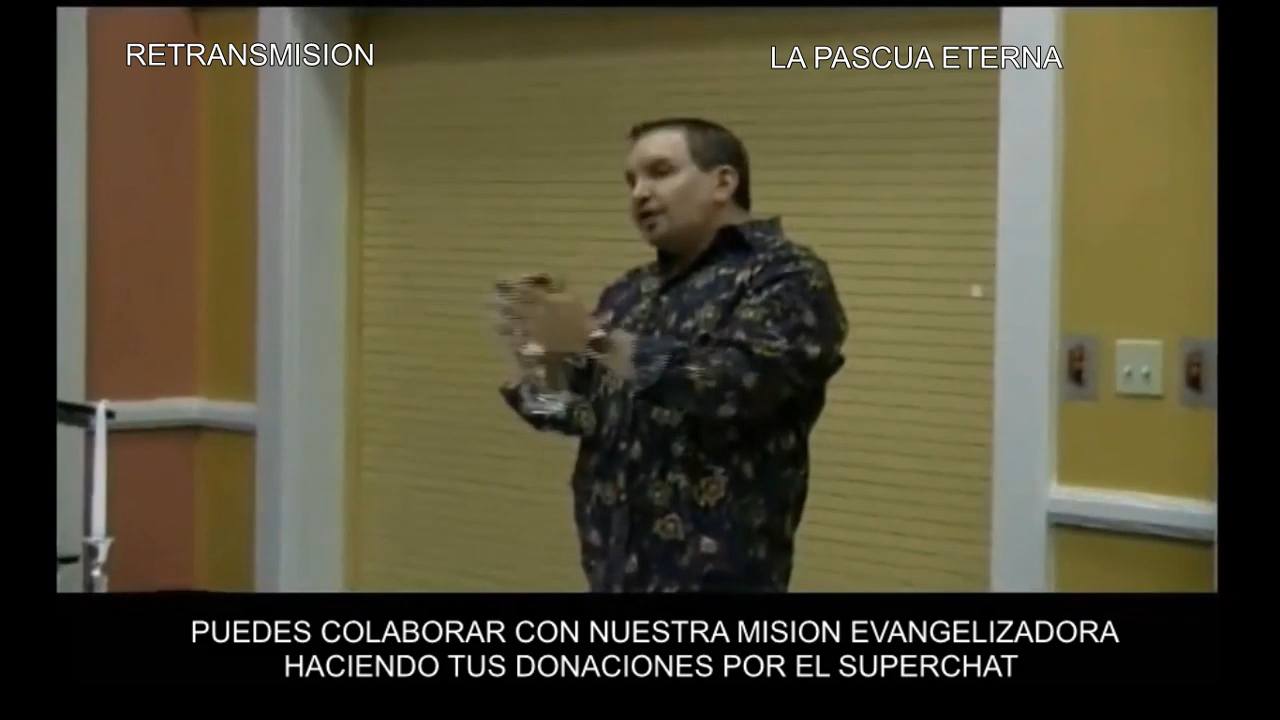 RETRANSMISION
LA PASCUA ETERNA
PUEDES COLABORAR CON NUESTRA MISION EVANGELIZADORA
HACIENDO TUS DONACIONES POR EL SUPERCHAT